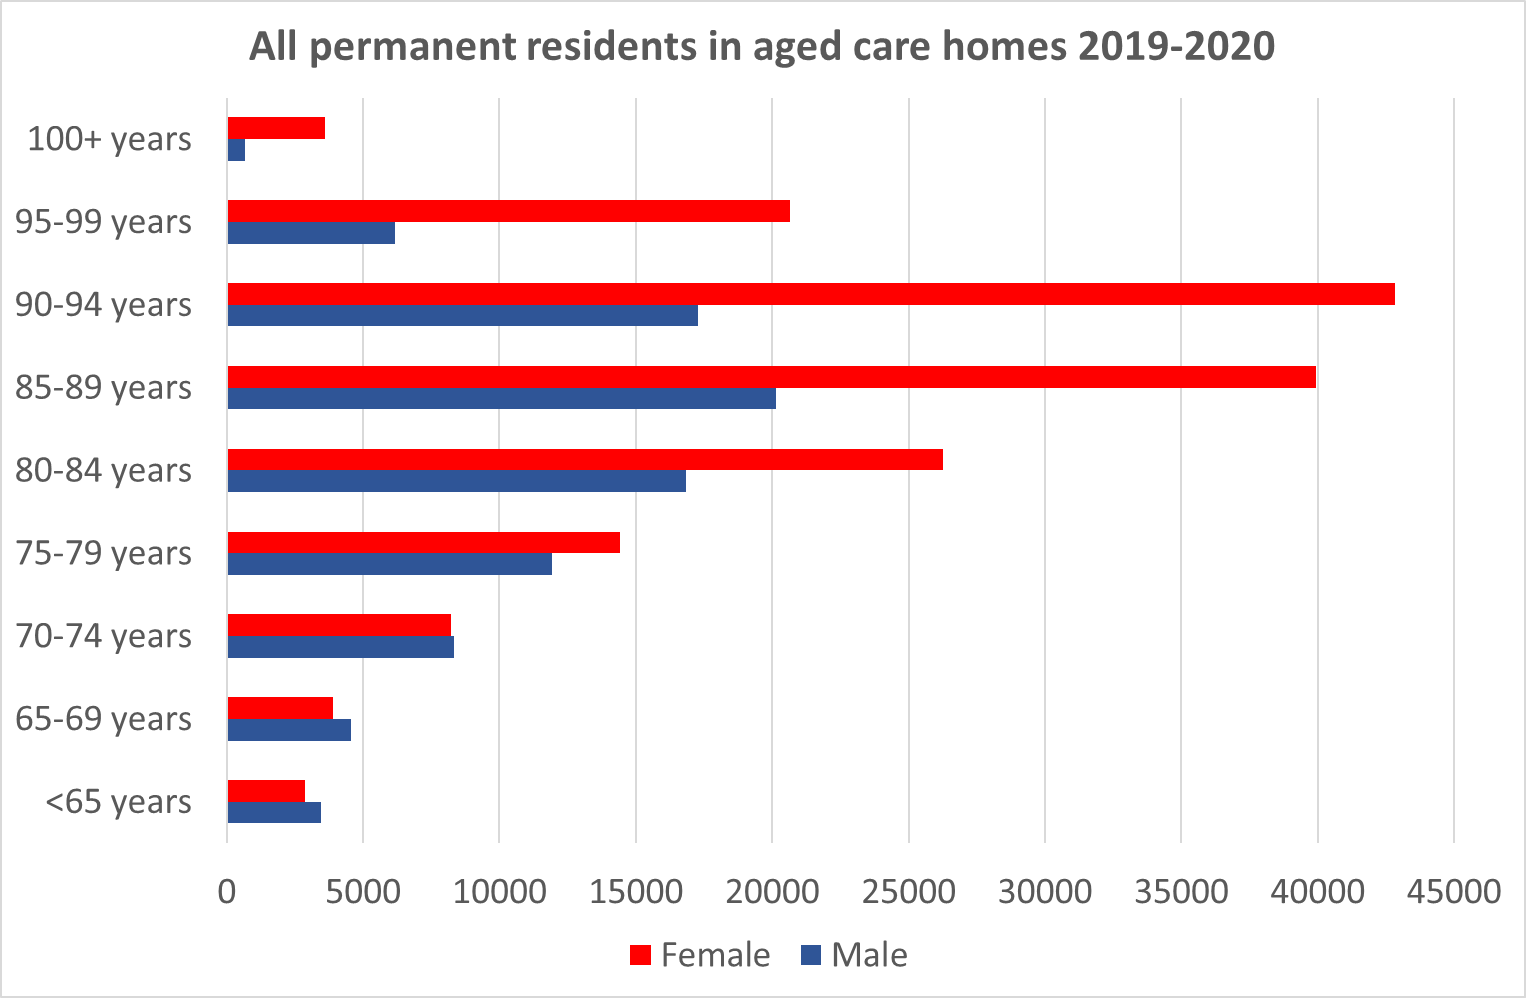 All permanent residents in aged care homes 2019-2020
100+ years
95-99 years
90-94 years
85-89 years
80-84 years
75-79 years
70-74 years
65-69 years
<65 years
0 5000 10000 15000 20000 25000 30000 35000 40000 45000
Female Male